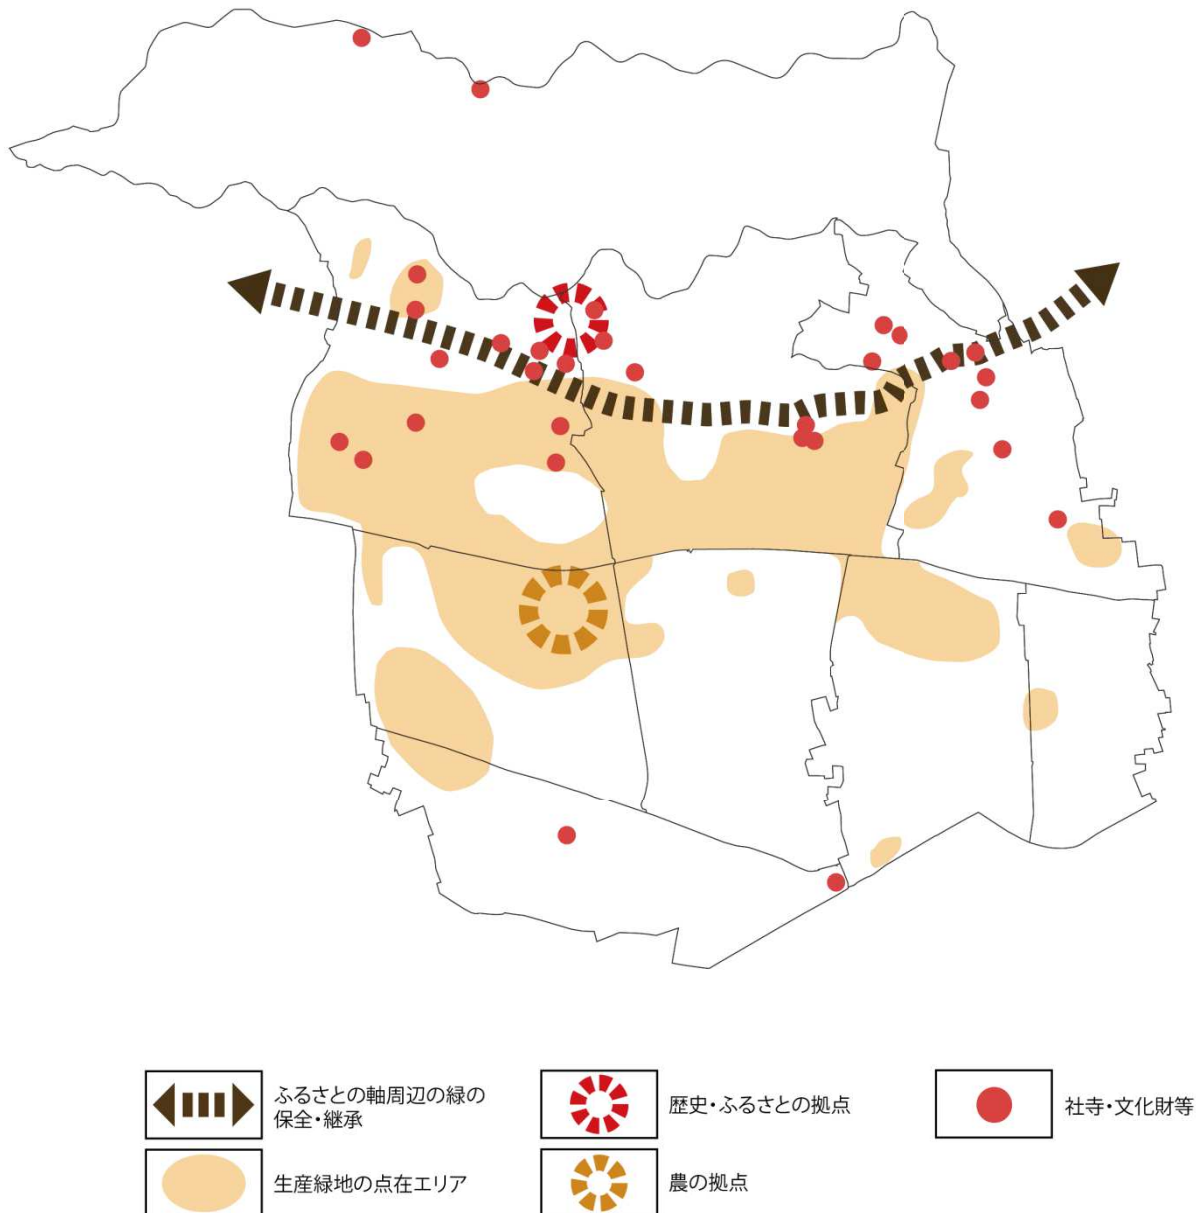 ふるさとの軸周辺の緑の
保全・継承
歴史・ふるさとの拠点
社寺・文化財等
生産緑地の点在エリア
農の拠点